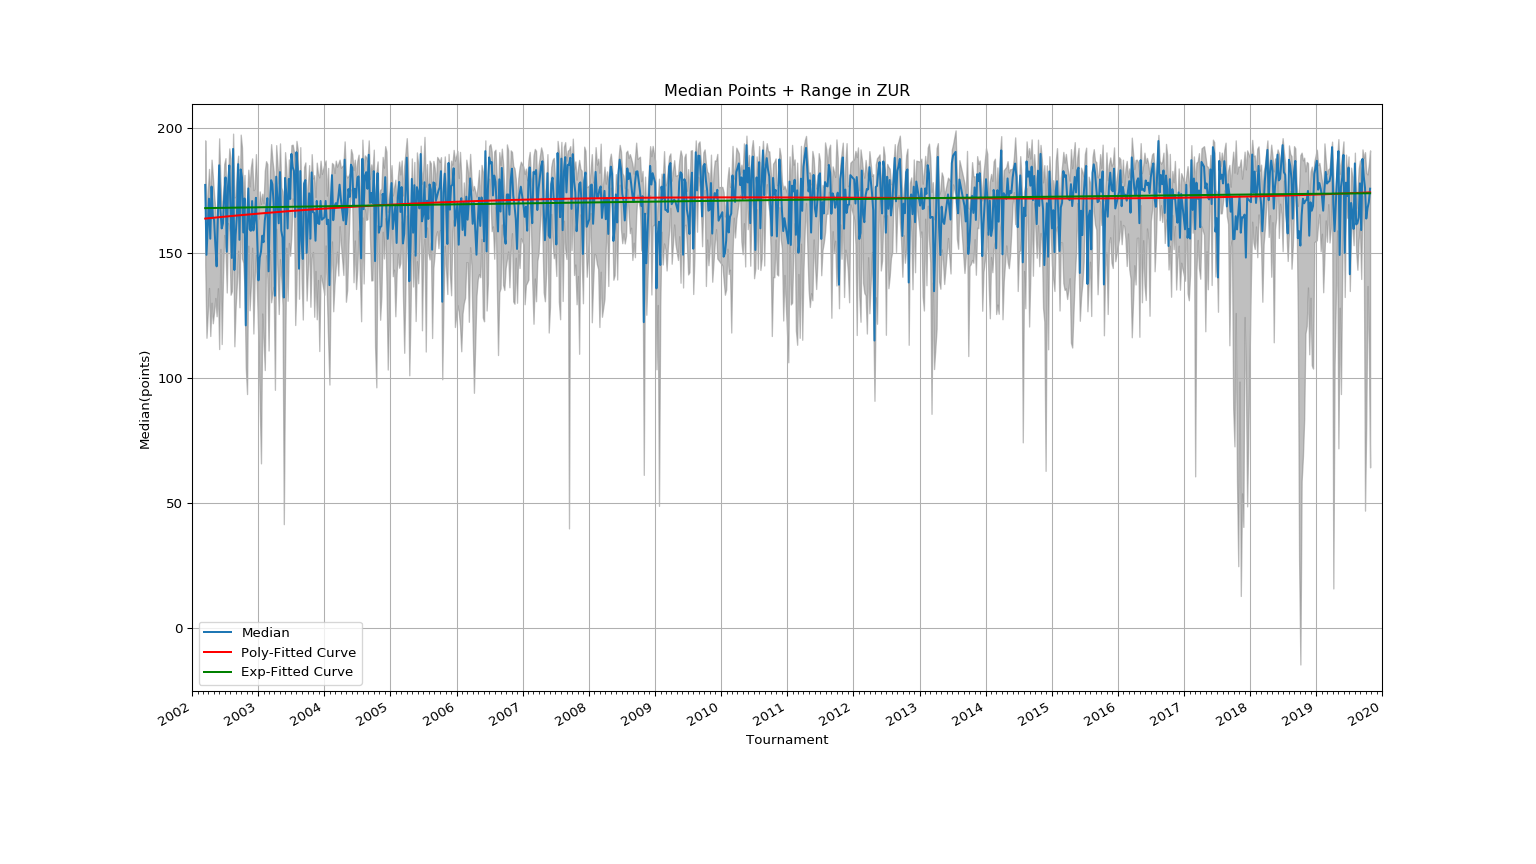 Median Points + Range in ZUR
200
150
100
50
0
Median(points)
Median
Poly-Fitted Curve
Exp-Fitted Curve
2002 2003 2004 2005 2006 2007 2008 2009 2010 2011 2012 2013 2014 2015 2016 2017 2018 2019 2020
Tournament